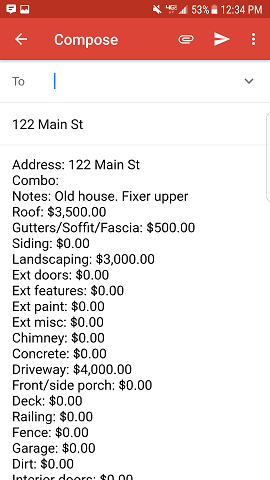 53% 12:34 PM
Compose
To
122 Main St
Address: 122 Main St
Combo:
Notes: Old house. Fixer upper
Roof: $3,500.00
Gutters/Soffit/Fascia: $500.00
Siding: $0.00
Landscaping: $3,000.00
Ext doors: $0.00
Ext features: $0.00
Ext paint: $0.00
Ext misc: $0.00
Chimney: $0.00
Concrete: $0.00
Driveway: $4,000.00
Front/side porch: $0.00
Deck: $0.00
Railing: $0.00
Fence: $0.00
Garage: $0.00
Dirt: $0.00
Interior doors: $0.00